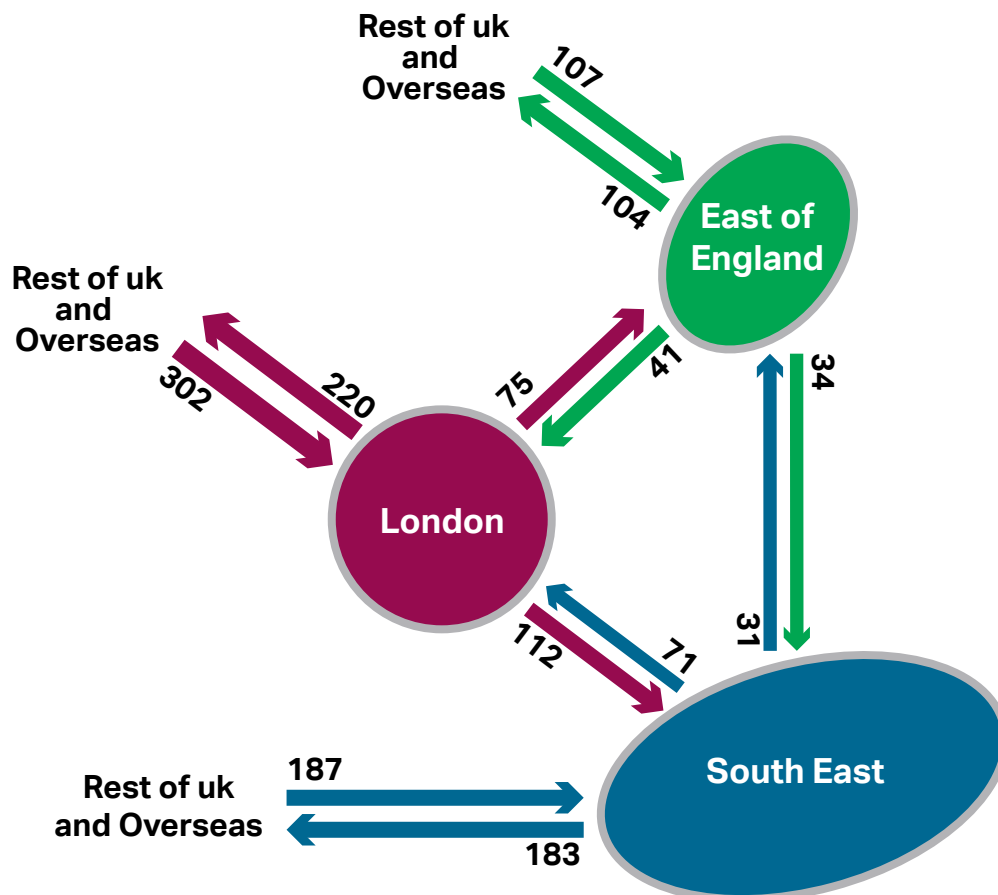 Rest of uk
and
Overseas
107
104
East of
England
Rest of uk
and
Overseas
302
220
75
41
34
London
112
71
31
South East
187
Rest of uk
and Overseas
183